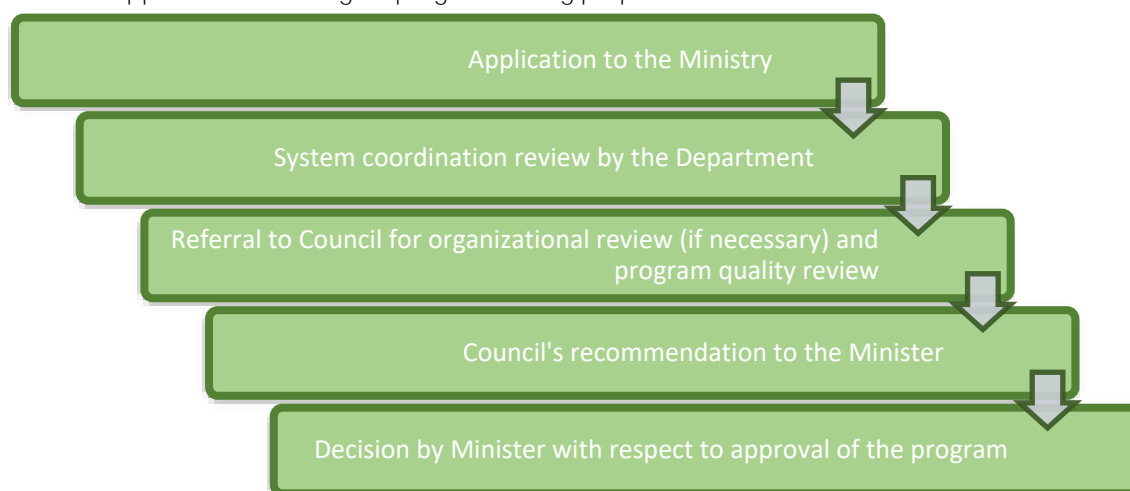 Application to the Ministry
System coordination review by the Department
Referral to Council for organizational review (if necessary) and
program quality review
Council's recommendation to the Minister
Decision by Minister with respect to approval of the program